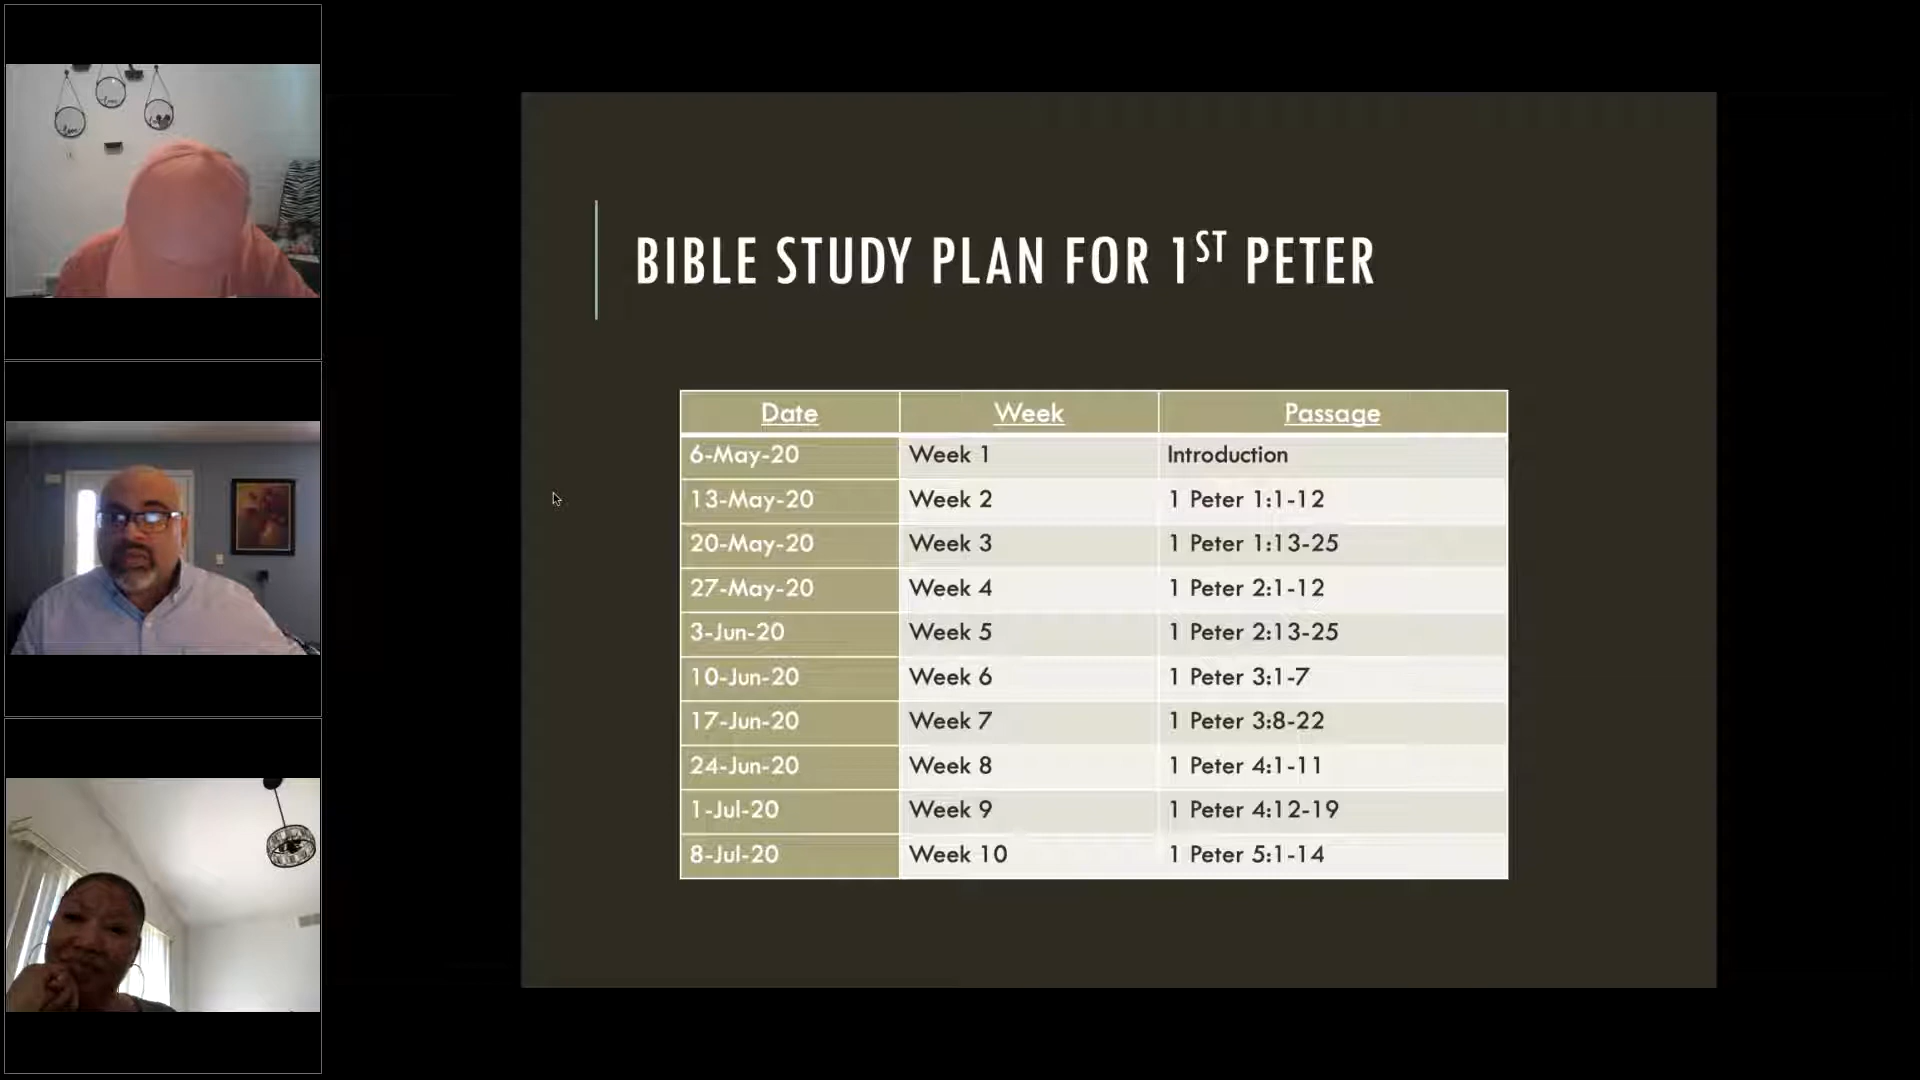 BIBLE STUDY PLAN FOR 1ST PETER
Date Week Passage
6-May-20 Week 1 Introduction
13-May-20 Week 2 1 Peter 1:1-12
20-May-20 Week 3 1 Peter 1:13-25
27-May-20 Week 4 1 Peter 2:1-12
3-Jun-20 Week 5 1 Peter 2:13-25
10-Jun-20 Week 6 1 Peter 3:1-7
17-Jun-20 Week 7 1 Peter 3:8-22
24-Jun-20 Week 8 1 Peter 4:1-11
1-Jul-20 Week 9 1 Peter 4:12-19
8-Jul-20 Week 10 1 Peter 5:1-14